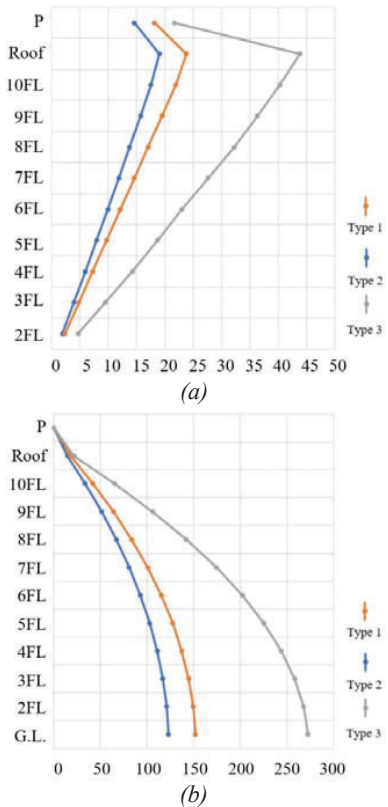 P
Roof
10FL
9FL
8FL
7FL
6FL
5FL
4FL
3FL
2FL
0 5 10 15 20 25 30 35 40 45 50
Type 1
Type 2
Type 3
(a)
P
Roof
10FL
9FL
8FL
7FL
6FL
5FL
4FL
3FL
2FL
G.L.
0 50 100 150 200 250 300
Type 1
Type 2
Type 3
(b)